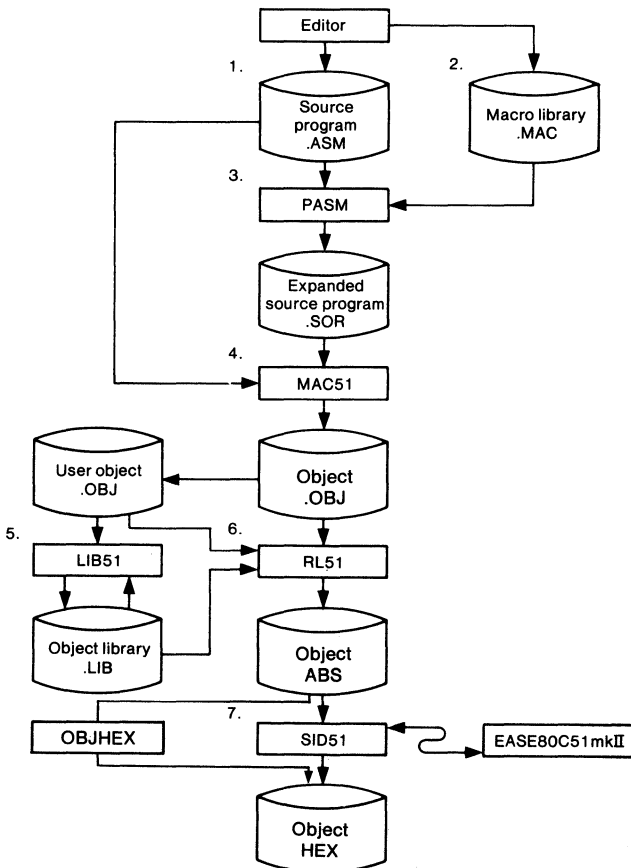 Editor
1.
2.
Source
program
.ASM
Macro library
.MAC
3.
PASM
Expanded
source program
.SOR
4.
MAC51
User object
.OBJ
Object
.OBJ
5.
6.
LIB51
RL51
Object library
.LIB
Object
ABS
7.
OBJHEX
SID51
EASE80C51mkII
Object
HEX